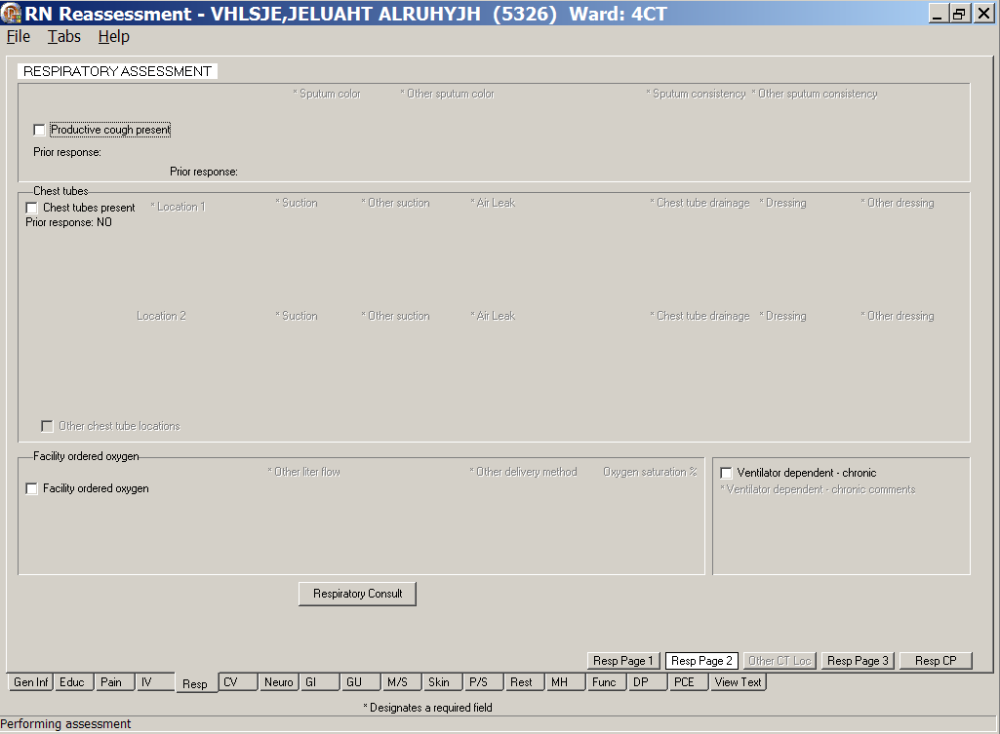 RN Reassessment - VHLSJE,JELUAHT ALRUHYJH (5326) Ward: 4CT
File Tabs Help
RESPIRATORY ASSESSMENT
* Sputum color * Other sputum color * Sputum consistency * Other sputum consistency
Productive cough present
Prior response:
Prior response:
Chest tubes
Chest tubes present * Location 1 * Suction * Other suction * Air Leak * Chest tube drainage * Dressing * Other dressing
Prior response: NO
Location 2 * Suction * Other suction * Air Leak * Chest tube drainage * Dressing * Other dressing
Other chest tube locations
Facility ordered oxygen
* Other liter flow * Other delivery method Oxygen saturation % Ventilator dependent - chronic
Facility ordered oxygen * Ventilator dependent - chronic comments
Respiratory Consult
Resp Page 1 Resp Page 2 Other CT Loc Resp Page 3 Resp CP
Gen Inf Educ Pain IV Resp CV Neuro GI GU M/S Skin P/S Rest MH Func DP PCE View Text
* Designates a required field
Performing assessment